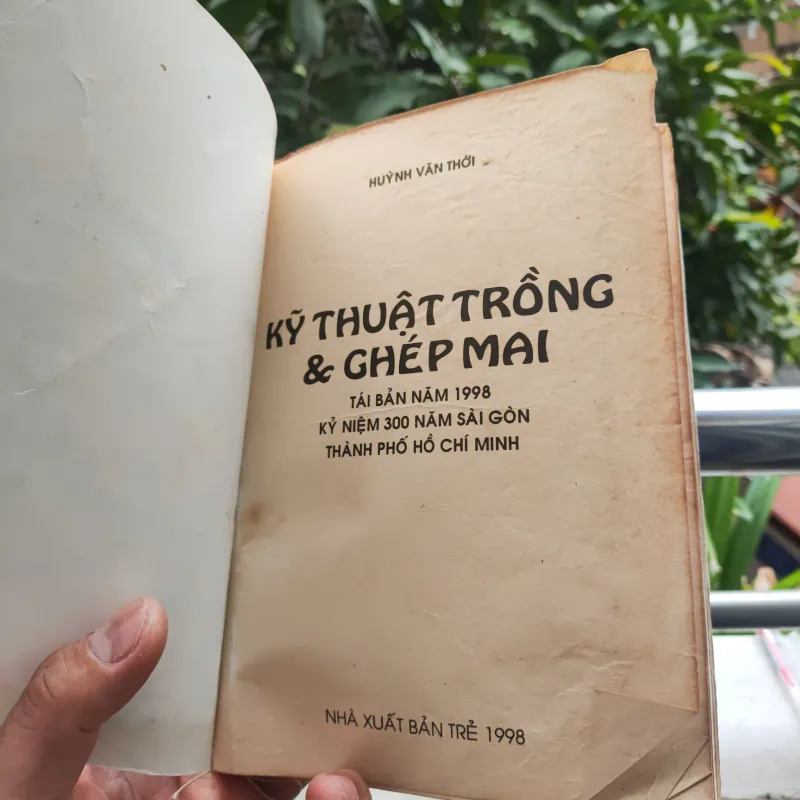 HUỲNH VĂN THỚI
KỸ THUẬT TRỒNG
& GHÉP MAI
TÁI BẢN NĂM 1998
KỶ NIỆM 300 NĂM SÀI GÒN
THÀNH PHỐ HỒ CHÍ MINH
NHÀ XUẤT BẢN TRẺ 1998